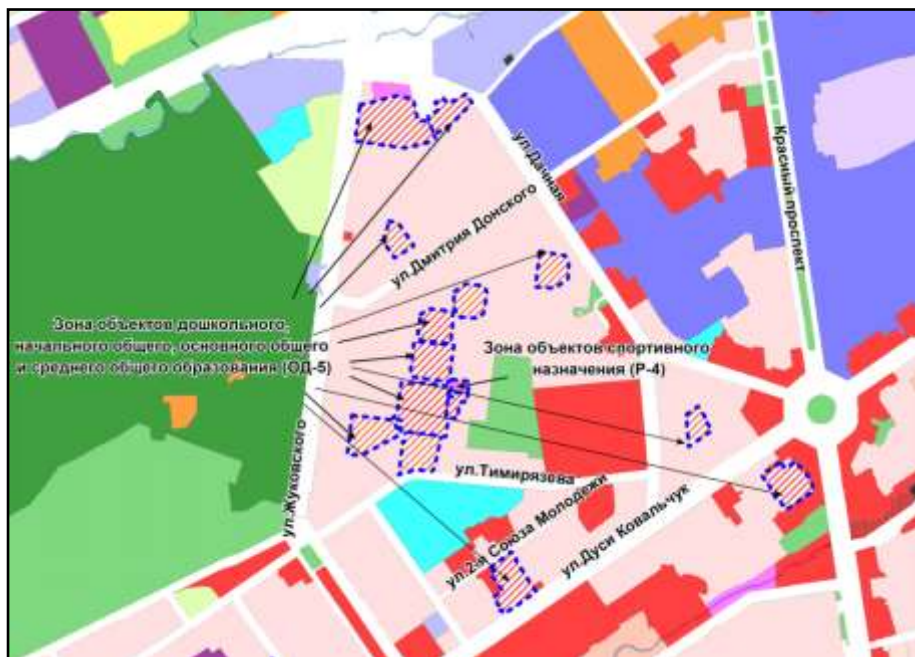 ул.Дачная
Красный проспект
ул.Дмитрия Донского
Зона объектов дошкольного,
начального общего, основного общего
и среднего общего образования (ОД-5)
Зона объектов спортивного
назначения (Р-4)
ул.Жуковского
ул.Тимирязева
ул.2-я Союза Молодежи
ул.Дуси Ковальчук